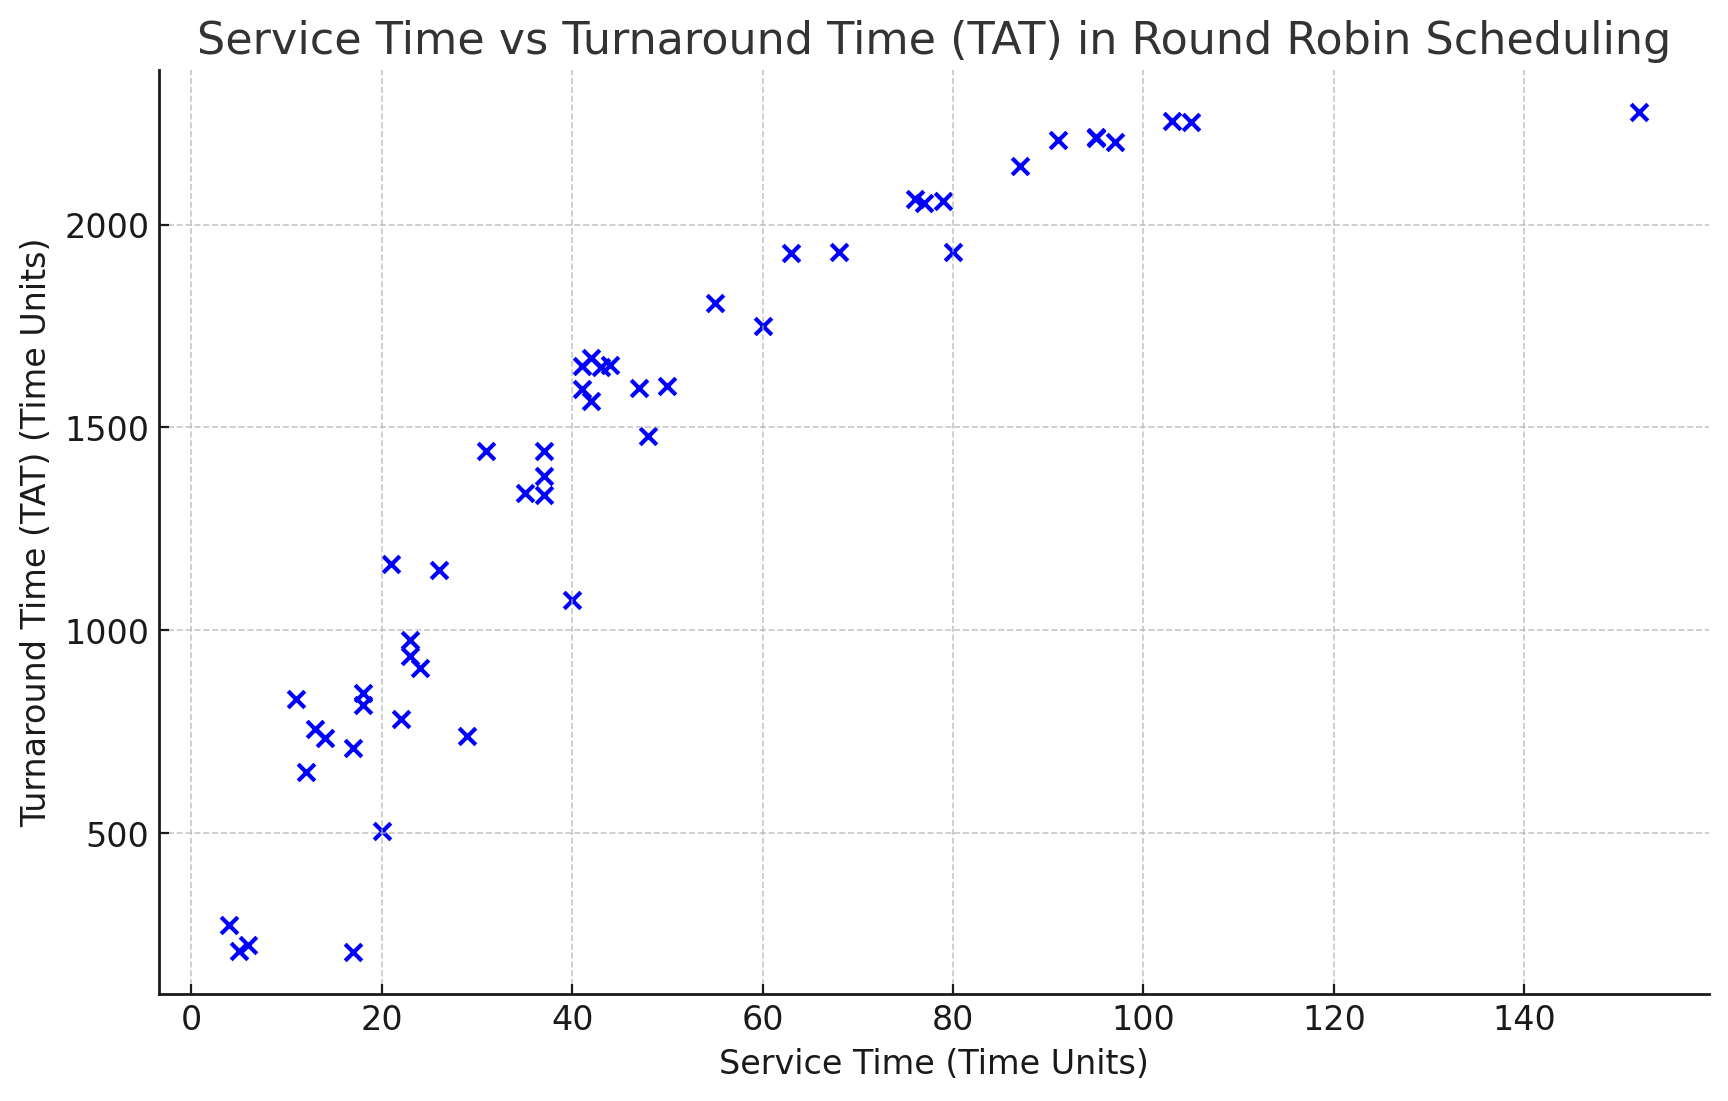 Service Time vs Turnaround Time (TAT) in Round Robin Scheduling
Turnaround Time (TAT) (Time Units)
2000
1500
1000
500
0 20 40 60 80 100 120 140
Service Time (Time Units)